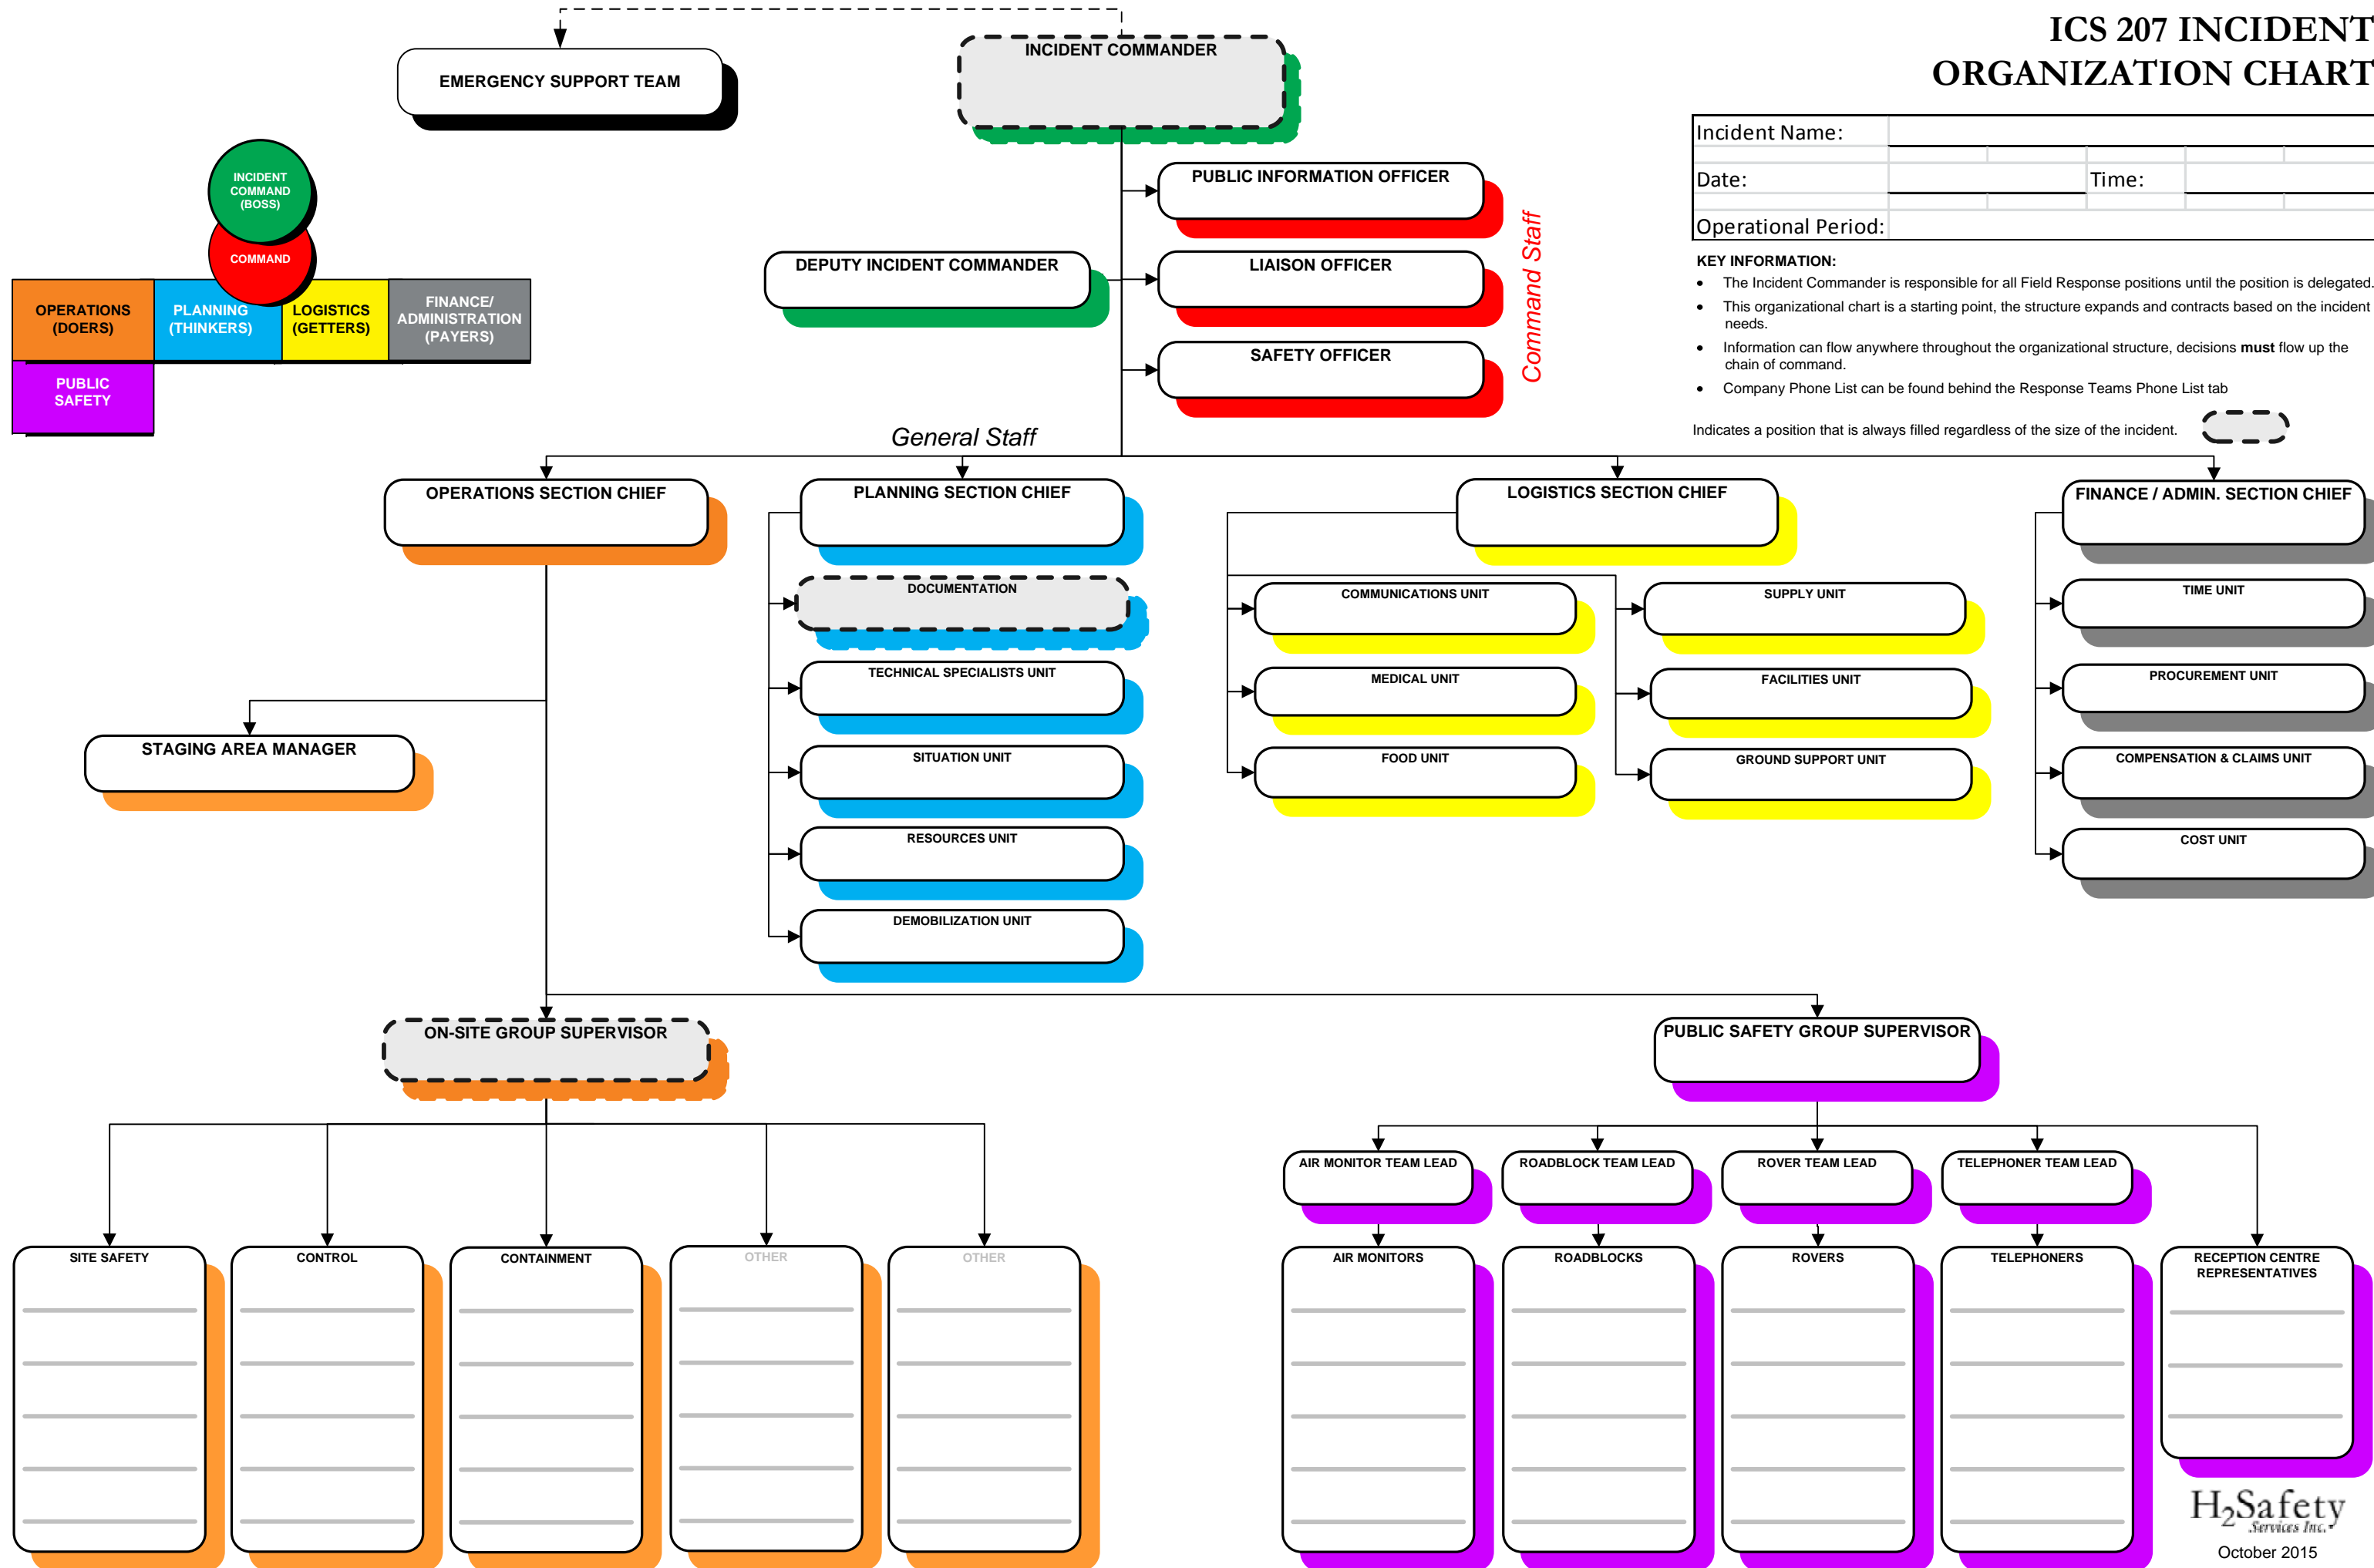 ICS 207 INCIDENT
ORGANIZATION CHART
EMERGENCY SUPPORT TEAM
INCIDENT COMMANDER
Incident Name:
Date:
Time:
Operational Period:
INCIDENT
COMMAND
(BOSS)
COMMAND
OPERATIONS
(DOERS)
PLANNING
(THINKERS)
LOGISTICS
(GETTERS)
FINANCE/
ADMINISTRATION
(PAYERS)
PUBLIC
SAFETY
PUBLIC INFORMATION OFFICER
DEPUTY INCIDENT COMMANDER
LIAISON OFFICER
SAFETY OFFICER
Command Staff
KEY INFORMATION:
• The Incident Commander is responsible for all Field Response positions until the position is delegated.
• This organizational chart is a starting point, the structure expands and contracts based on the incident
needs.
• Information can flow anywhere throughout the organizational structure, decisions must flow up the
chain of command.
• Company Phone List can be found behind the Response Teams Phone List tab
Indicates a position that is always filled regardless of the size of the incident.
General Staff
OPERATIONS SECTION CHIEF
PLANNING SECTION CHIEF
LOGISTICS SECTION CHIEF
FINANCE / ADMIN. SECTION CHIEF
DOCUMENTATION
TECHNICAL SPECIALISTS UNIT
SITUATION UNIT
RESOURCES UNIT
DEMOBILIZATION UNIT
COMMUNICATIONS UNIT
MEDICAL UNIT
FOOD UNIT
SUPPLY UNIT
FACILITIES UNIT
GROUND SUPPORT UNIT
TIME UNIT
PROCUREMENT UNIT
COMPENSATION & CLAIMS UNIT
COST UNIT
STAGING AREA MANAGER
ON-SITE GROUP SUPERVISOR
PUBLIC SAFETY GROUP SUPERVISOR
AIR MONITOR TEAM LEAD
ROADBLOCK TEAM LEAD
ROVER TEAM LEAD
TELEPHONER TEAM LEAD
SITE SAFETY
CONTROL
CONTAINMENT
OTHER
OTHER
AIR MONITORS
ROADBLOCKS
ROVERS
TELEPHONERS
RECEPTION CENTRE
REPRESENTATIVES
H2Safety
Services Inc.
October 2015